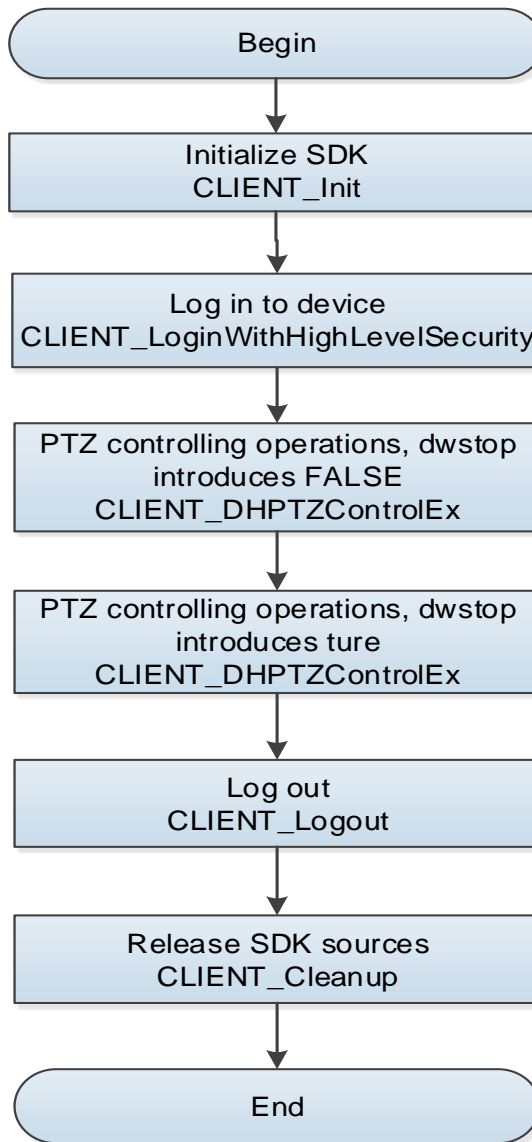 Begin
Initialize SDK
CLIENT_Init
Log in to device
CLIENT_LoginWithHighLevelSecurity
PTZ controlling operations, dwstop
introduces FALSE
CLIENT_DHPTZControlEx
PTZ controlling operations, dwstop
introduces ture
CLIENT_DHPTZControlEx
Log out
CLIENT_Logout
Release SDK sources
CLIENT_Cleanup
End